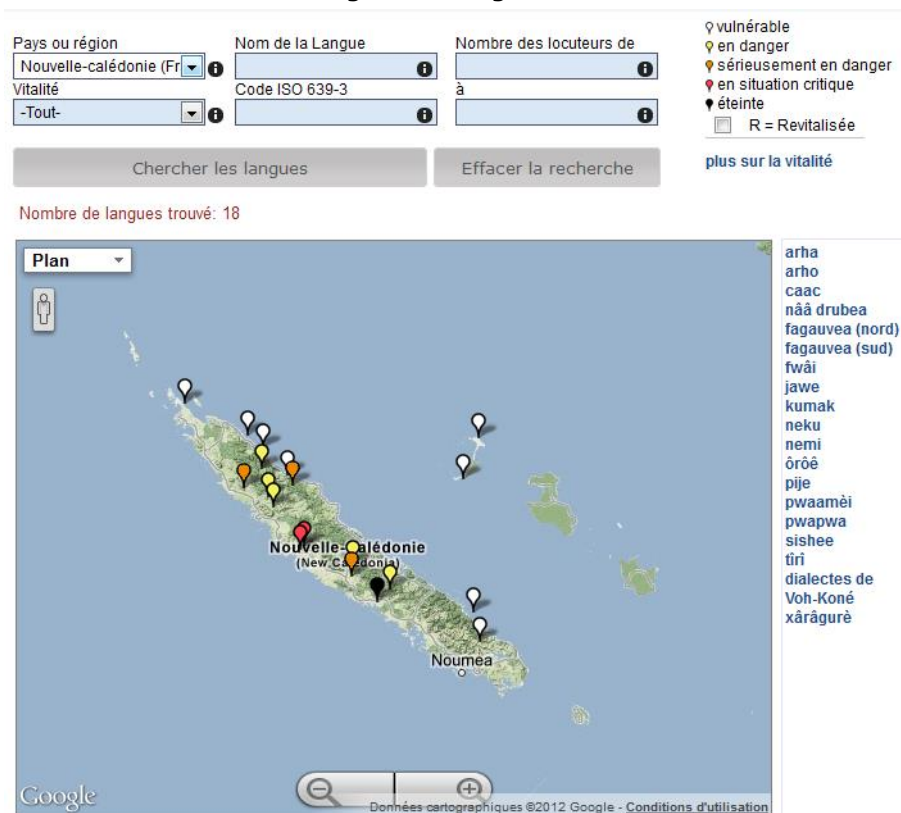 Pays ou région
Nouvelle-calédonie (Fr
Nom de la Langue
Nombre des locuteurs de
Vitalité
-Tout-
Code ISO 639-3
à
vulnérable
en danger
sérieusement en danger
en situation critique
éteinte
R = Revitalisée
plus sur la vitalité
Chercher les langues
Effacer la recherche
Nombre de langues trouvé: 18
Plan
Nouvelle-Calédonie
(New Caledonia)
Noumea
Google
Données cartographiques ©2012 Google - Conditions d'utilisation
arha
arho
caac
nââ drubea
fagauvea (nord)
fagauvea (sud)
fwâi
jawe
kumak
neku
nemi
ôrôê
pije
pwaamèi
pwapwa
sishee
tîrî
dialectes de
Voh-Koné
xârâgurè